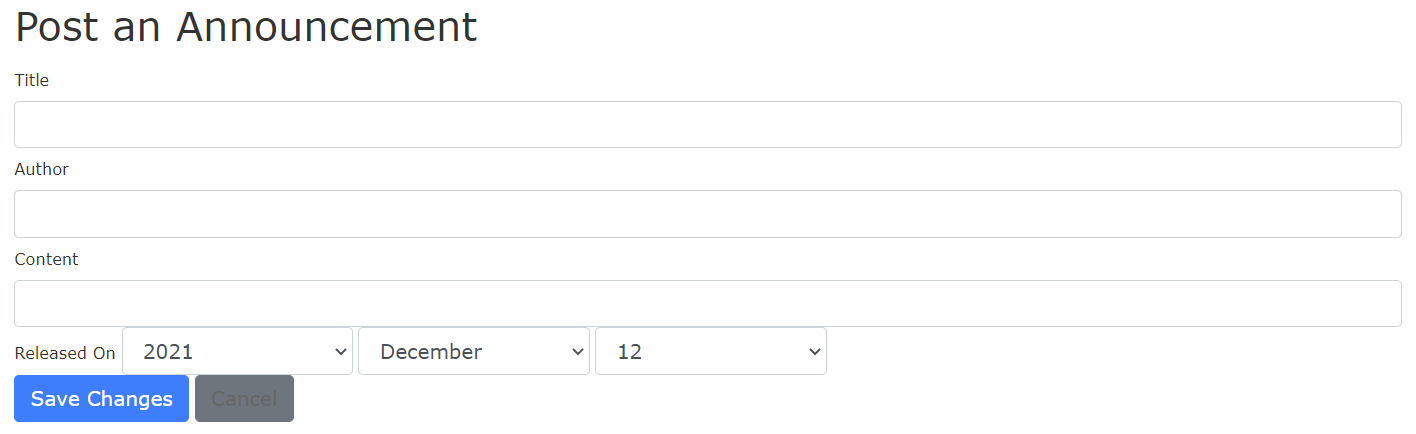 Post an Announcement
Title
Author
Content
Released On 2021 December 12
Save Changes Cancel